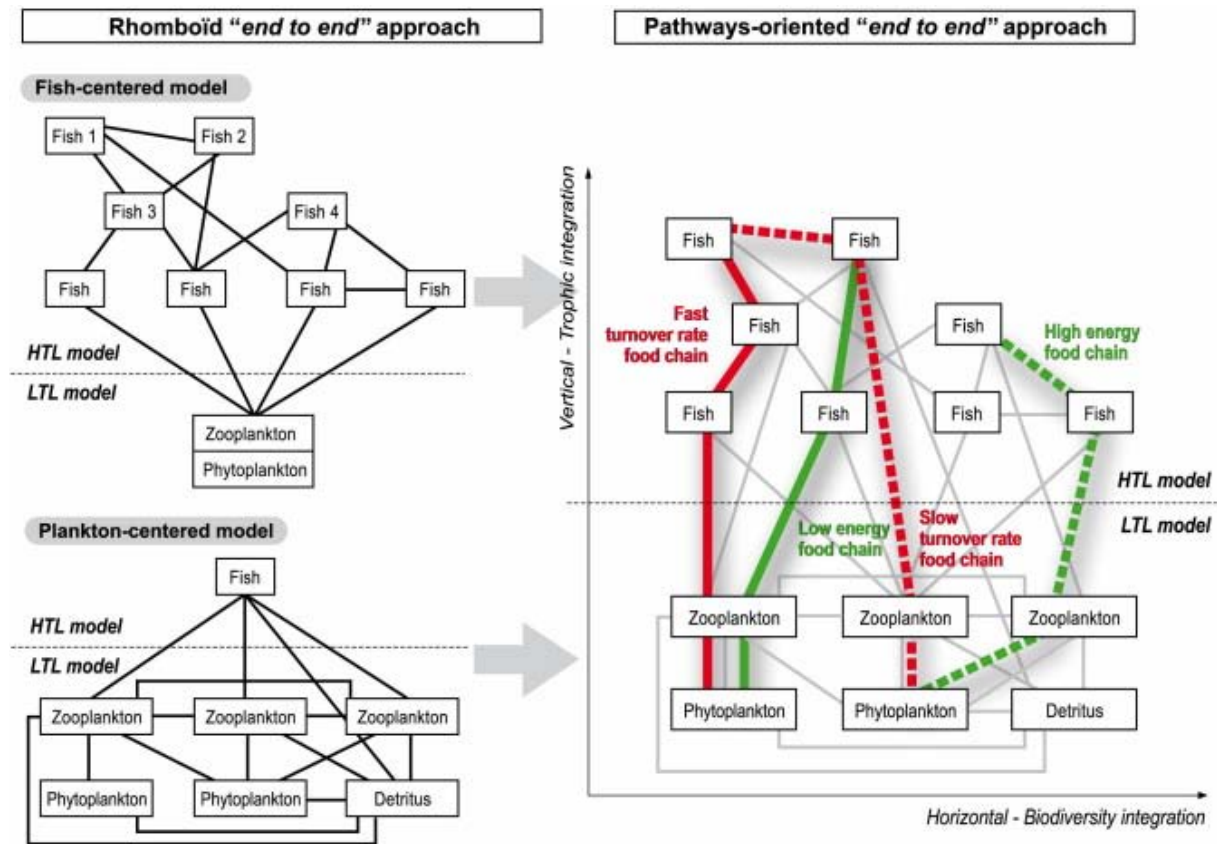 Rhomboïd “end to end” approach
Fish-centered model
Fish 1
Fish 2
Fish 3
Fish 4
Fish
Fish
Fish
Fish
HTL model
LTL model
Zooplankton
Phytoplankton
Plankton-centered model
Fish
HTL model
LTL model
Zooplankton
Zooplankton
Zooplankton
Phytoplankton
Phytoplankton
Detritus
Pathways-oriented “end to end” approach
Vertical - Trophic integration
Fish
Fish
Fast
turnover rate
food chain
Fish
Fish
High energy
food chain
Fish
Fish
Fish
Fish
HTL model
LTL model
Low energy
food chain
Slow
turnover rate
food chain
Zooplankton
Zooplankton
Zooplankton
Phytoplankton
Phytoplankton
Detritus
Horizontal - Biodiversity integration